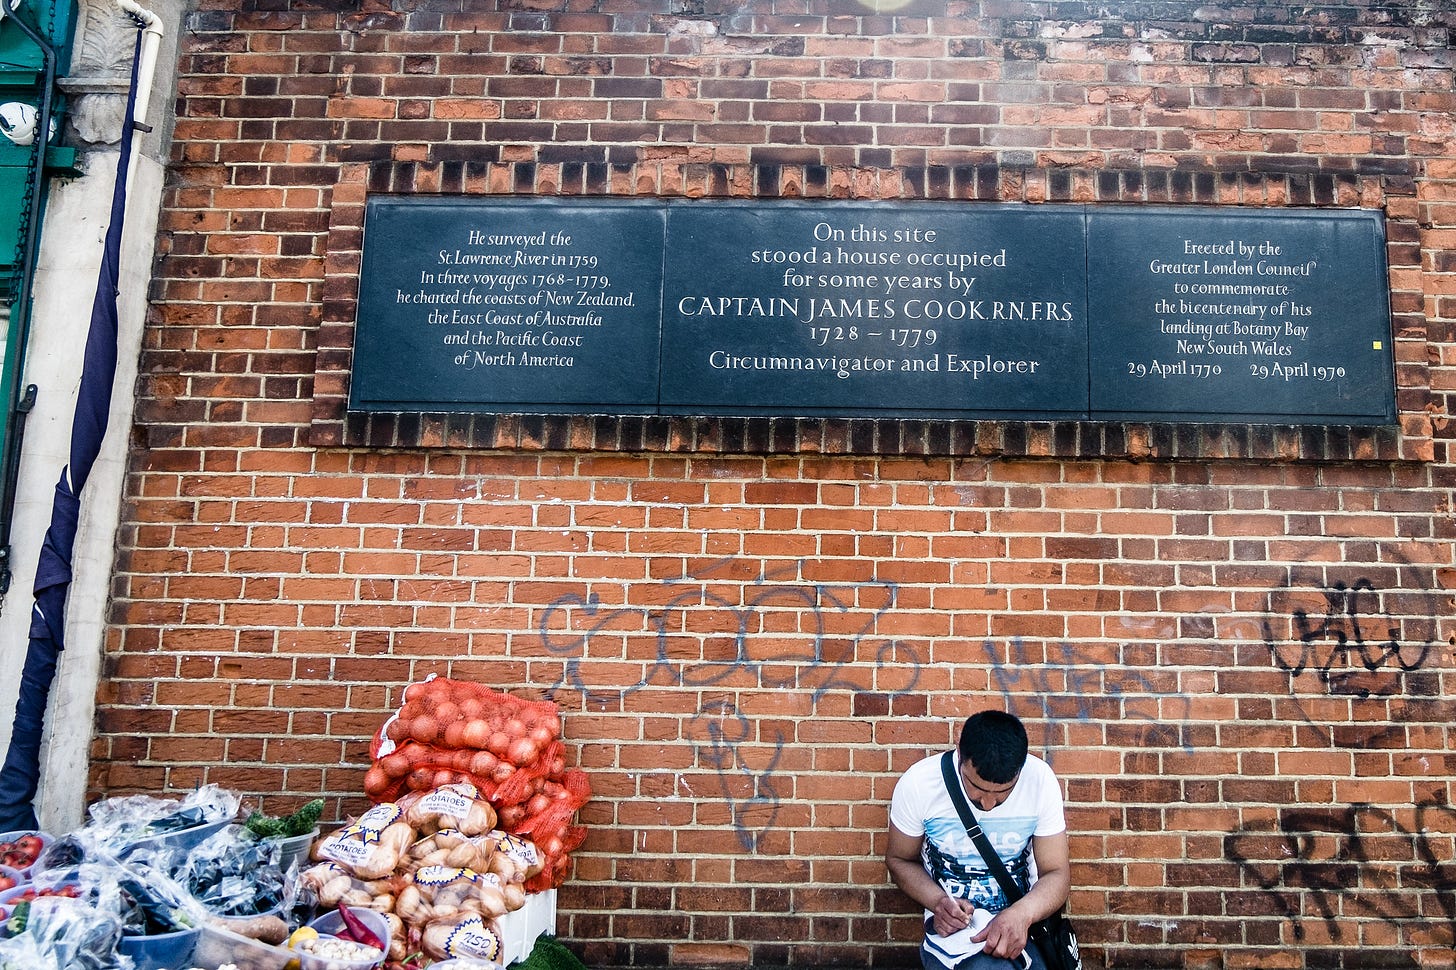 He surveyed the
St. Lawrence River in 1759
In three voyages 1768–1779,
he charted the coasts of New Zealand,
the East Coast of Australia
and the Pacific Coast
of North America
On this site
stood a house occupied
for some years by
CAPTAIN JAMES COOK. R.N., F.R.S.
1728 – 1779
Circumnavigator and Explorer
Erected by the
Greater London Council
to commemorate
the bicentenary of his
landing at Botany Bay
New South Wales
29 April 1770 29 April 1970
POTATOES
POTATOES